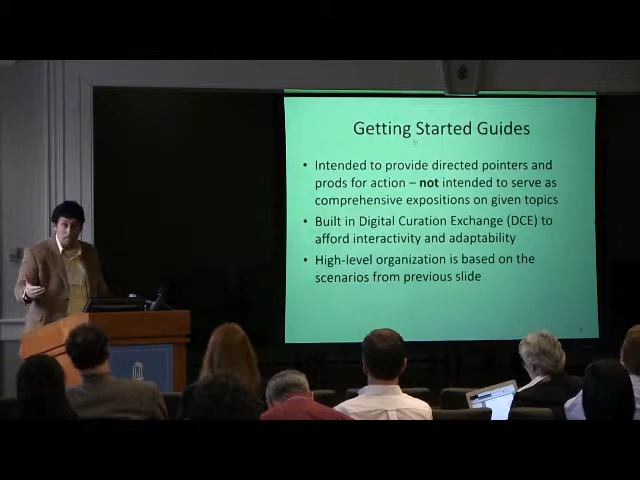 Getting Started Guides
• Intended to provide directed pointers and
prods for action – not intended to serve as
comprehensive expositions on given topics
• Built in Digital Curation Exchange (DCE) to
afford interactivity and adaptability
• High-level organization is based on the
scenarios from previous slide